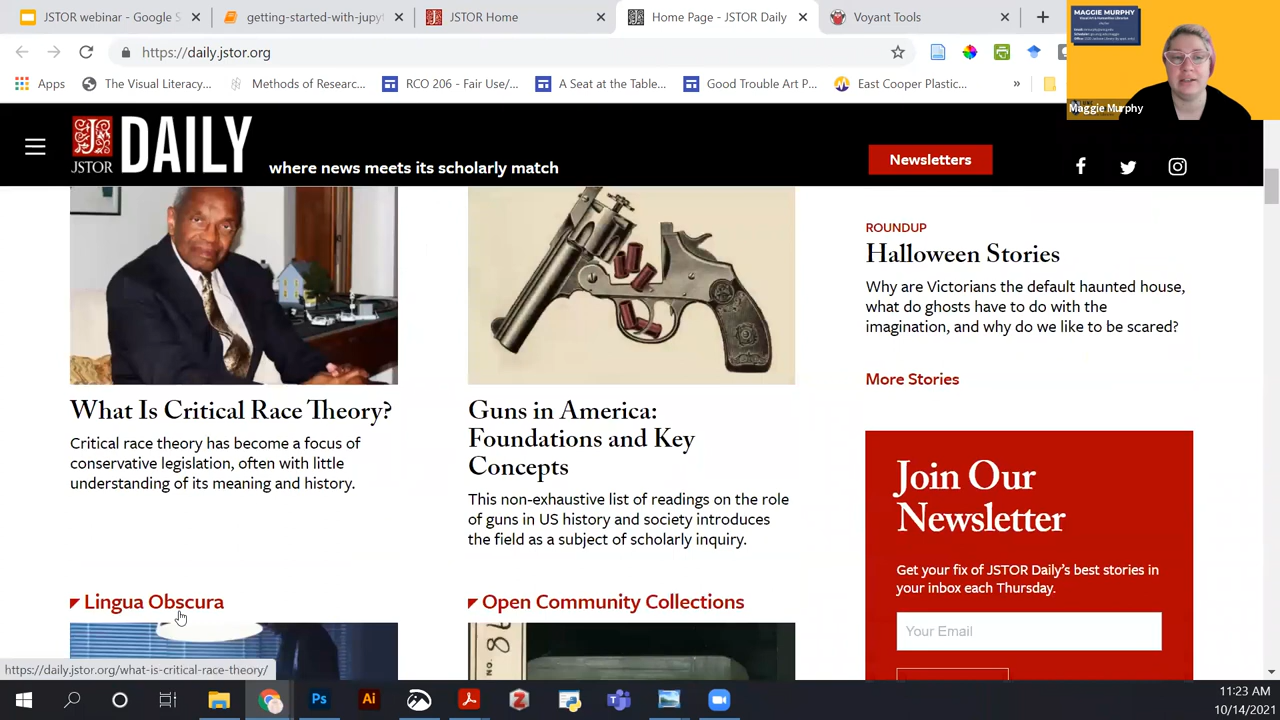 JSTOR webinar - Google S
getting-started-with-jup
JSTOR Home
Home Page - JSTOR Daily
Voyant Tools
https://daily
Apps
The Virtual Literacy...
Methods of Research...
RCO 206 -
A Seat at the Table...
Good Trouble Art P...
East Cooper Plastic...
»
MAGGIE MURPHY
Maggie Murphy
JSTOR
DAILY
where news meets its scholarly match
Newsletters
What Is Critical Race Theory?
Critical race theory has become a focus of
conservative legislation, often with little
understanding of its meaning and history.
Guns in America:
Foundations and Key
Concepts
This non-exhaustive list of readings on the role
of guns in US history and society introduces
the field as a subject of scholarly inquiry.
ROUNDUP
Halloween Stories
Why are Victorians the default haunted house,
what do ghosts have to do with the
imagination, and why do we like to be scared?
More Stories
Join Our
Newsletter
Get your fix of JSTOR Daily's best stories in
your inbox each Thursday.
Your Email
Lingua Obscura
Open Community Collections
https://daily.jstor.org/what-is-critical-race-theory/
11:23 AM
10/14/2021